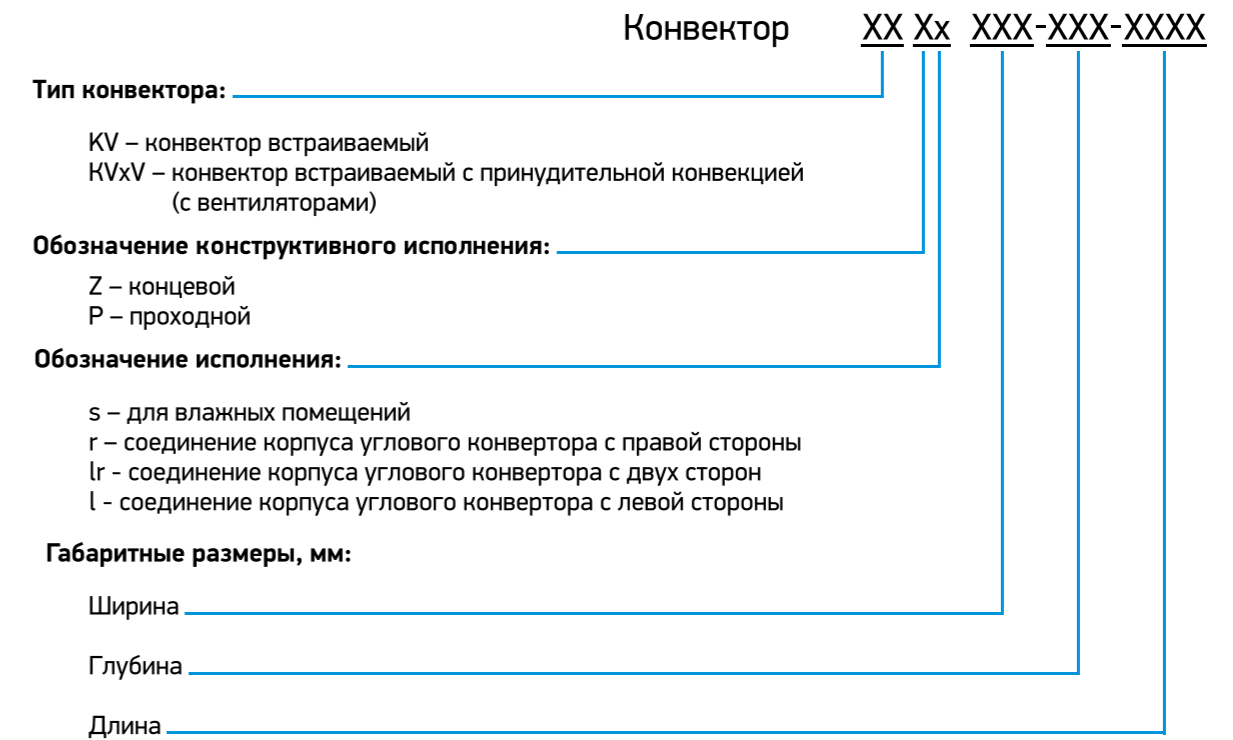 Конвектор XX Xx XXX-XXX-XXXX
Тип конвектора:
KV – конвектор встраиваемый
KVxV – конвектор встраиваемый с принудительной конвекцией
(с вентиляторами)
Обозначение конструктивного исполнения:
Z – концевой
P – проходной
Обозначение исполнения:
s – для влажных помещений
r – соединение корпуса углового конвертора с правой стороны
lr - соединение корпуса углового конвертора с двух сторон
l - соединение корпуса углового конвертора с левой стороны
Габаритные размеры, мм:
Ширина
Глубина
Длина